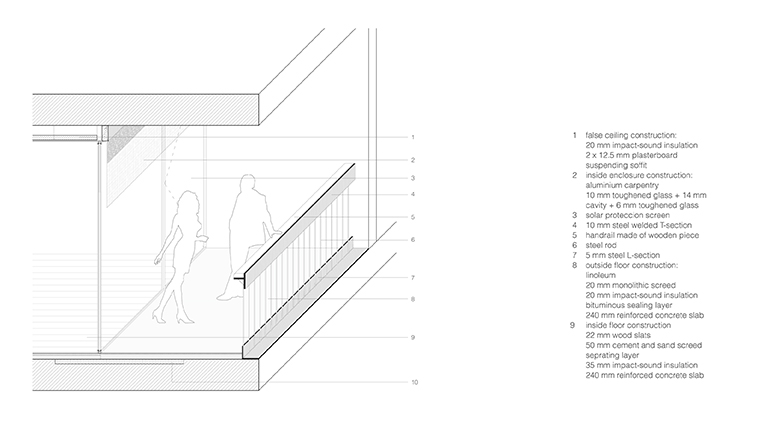 1
2
3
4
5
6
7
8
9
10
1 false ceiling construction:
20 mm impact-sound insulation
2 x 12.5 mm plasterboard
suspending soffit
2 inside enclosure construction:
aluminium carpentry
10 mm toughened glass + 14 mm
cavity + 6 mm toughened glass
3 solar proteccion screen
4 10 mm steel welded T-section
5 handrail made of wooden piece
6 steel rod
7 5 mm steel L-section
8 outside floor construction:
linoleum
20 mm monolithic screed
20 mm impact-sound insulation
bituminous sealing layer
240 mm reinforced concrete slab
9 inside floor construction
22 mm wood slats
50 mm cement and sand screed
seprating layer
35 mm impact-sound insulation
240 mm reinforced concrete slab